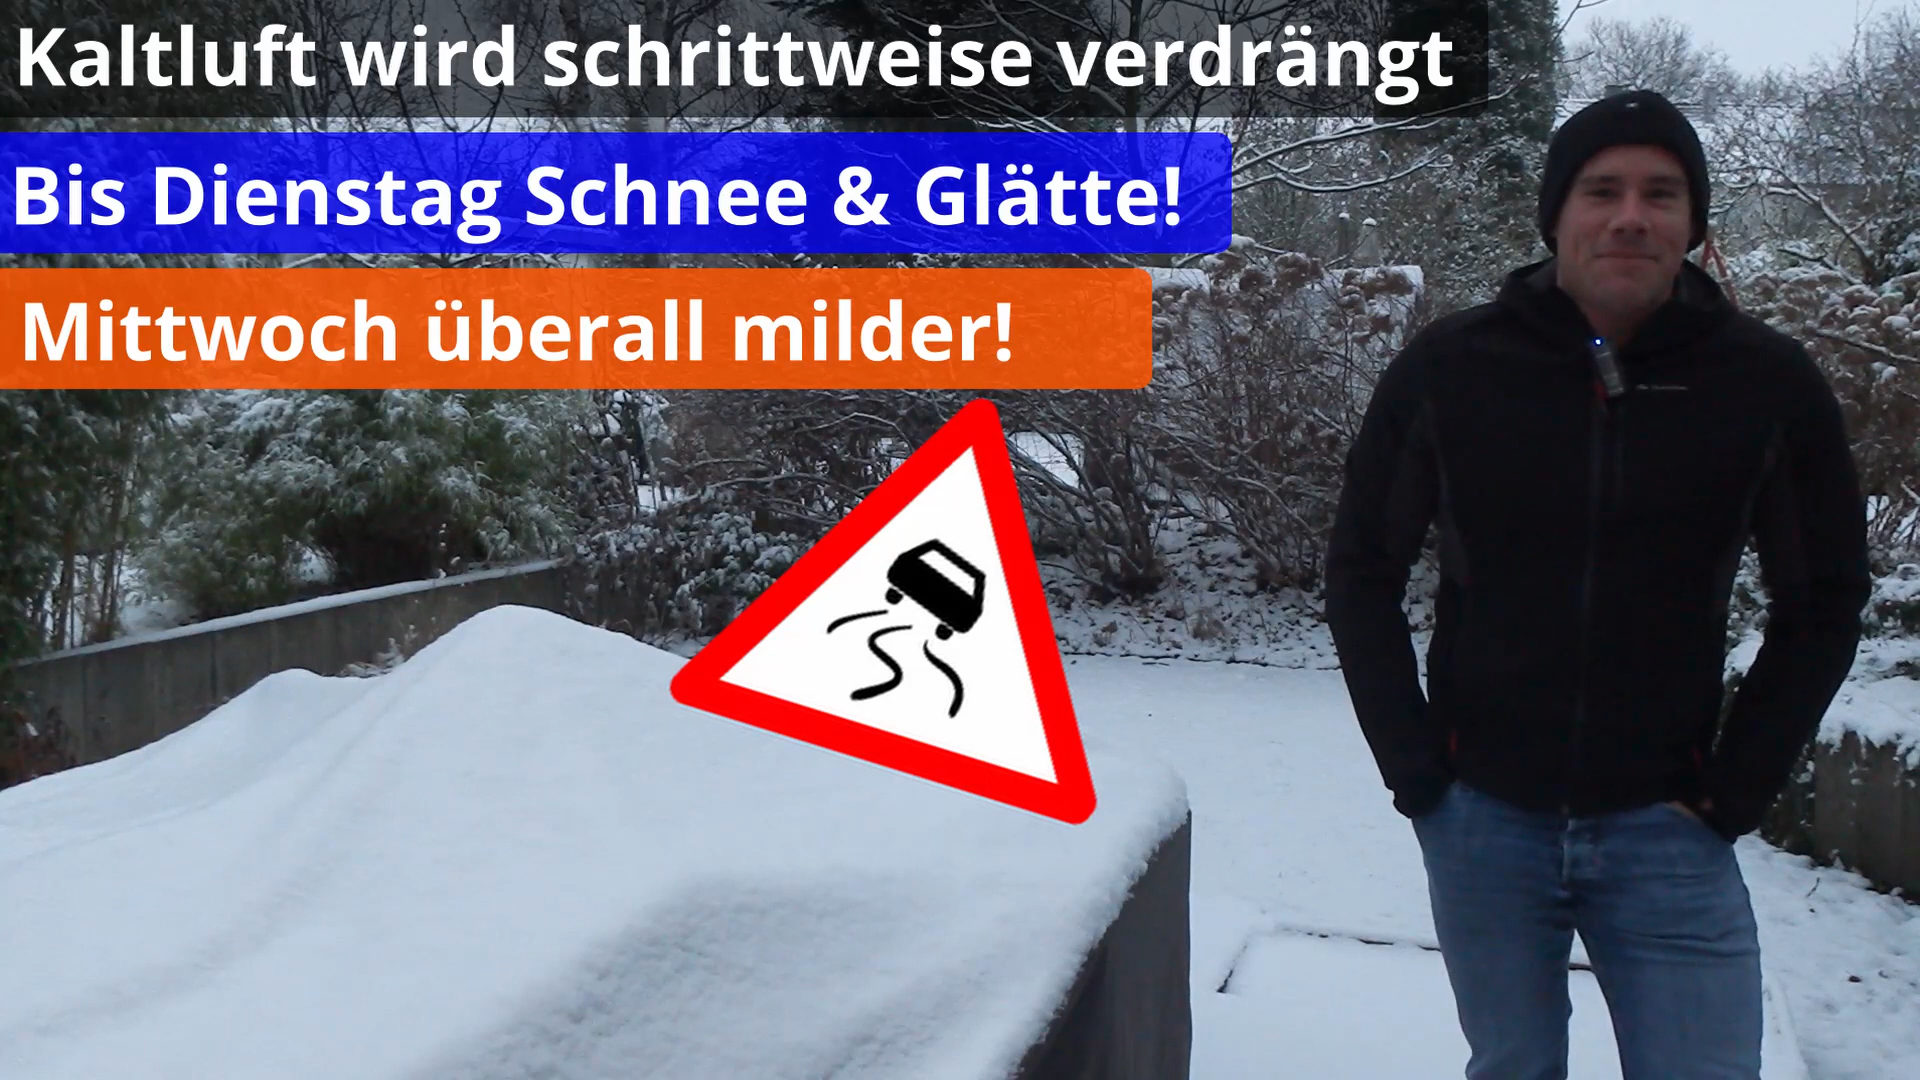 Kaltluft wird schrittweise verdrängt
Bis Dienstag Schnee & Glätte!
Mittwoch überall milder!